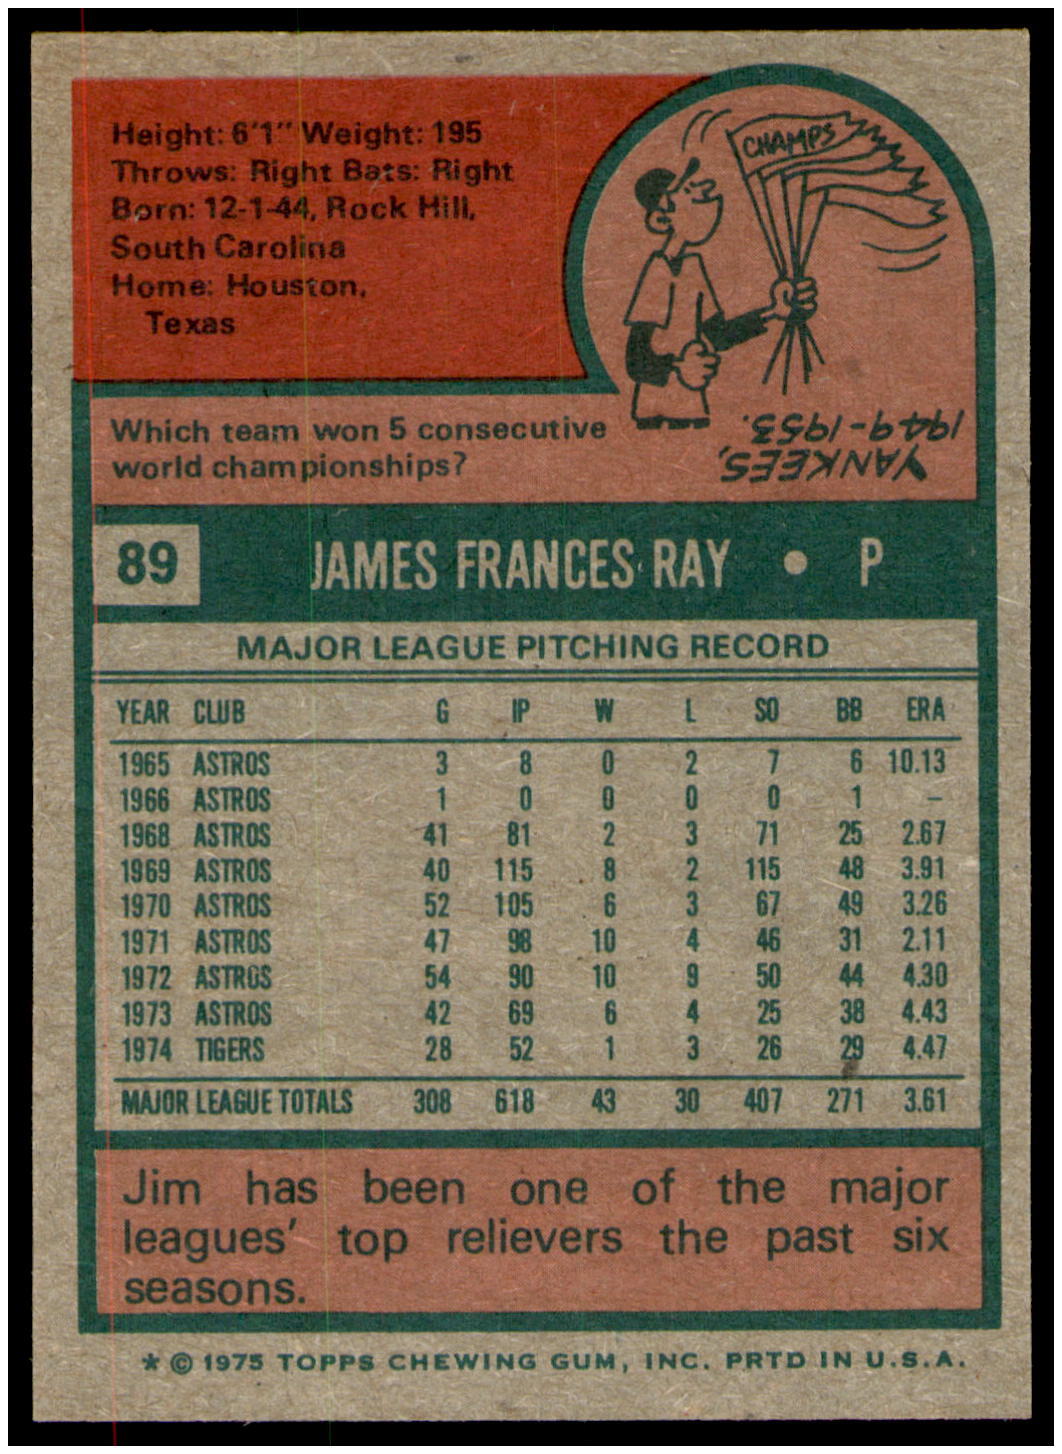 Height: 6'1" Weight: 195
Throws: Right Bats: Right
Born: 12-1-44, Rock Hill,
South Carolina
Home: Houston,
Texas
CHAMPS
Which team won 5 consecutive
world championships?
YANKEES,
1949-1953.
89 JAMES FRANCES RAY • P
MAJOR LEAGUE PITCHING RECORD
YEAR CLUB G IP W L SO BB ERA
1965 ASTROS 3 8 0 2 7 6 10.13
1966 ASTROS 1 0 0 0 0 1 –
1968 ASTROS 41 81 2 3 71 25 2.67
1969 ASTROS 40 115 8 2 115 48 3.91
1970 ASTROS 52 105 6 3 67 49 3.26
1971 ASTROS 47 98 10 4 46 31 2.11
1972 ASTROS 54 90 10 9 50 44 4.30
1973 ASTROS 42 69 6 4 25 38 4.43
1974 TIGERS 28 52 1 3 26 29 4.47
MAJOR LEAGUE TOTALS 308 618 43 30 407 271 3.61
Jim has been one of the major
leagues' top relievers the past six
seasons.
* © 1975 TOPPS CHEWING GUM, INC. PRTD IN U.S.A.